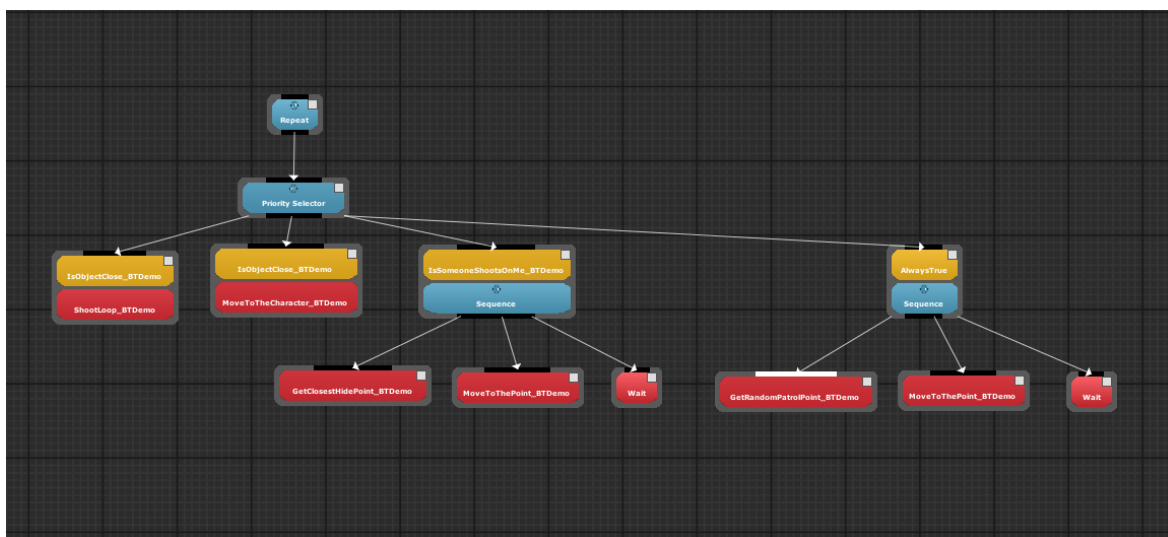 Repeat
Priority Selector
IsObjectClose_BTDemo
ShootLoop_BTDemo
IsObjectClose_BTDemo
MoveToTheCharacter_BTDemo
IsSomeoneShootsOnMe_BTDemo
Sequence
AlwaysTrue
Sequence
GetClosestHidePoint_BTDemo
MoveToThePoint_BTDemo
Wait
GetRandomPatrolPoint_BTDemo
MoveToThePoint_BTDemo
Wait